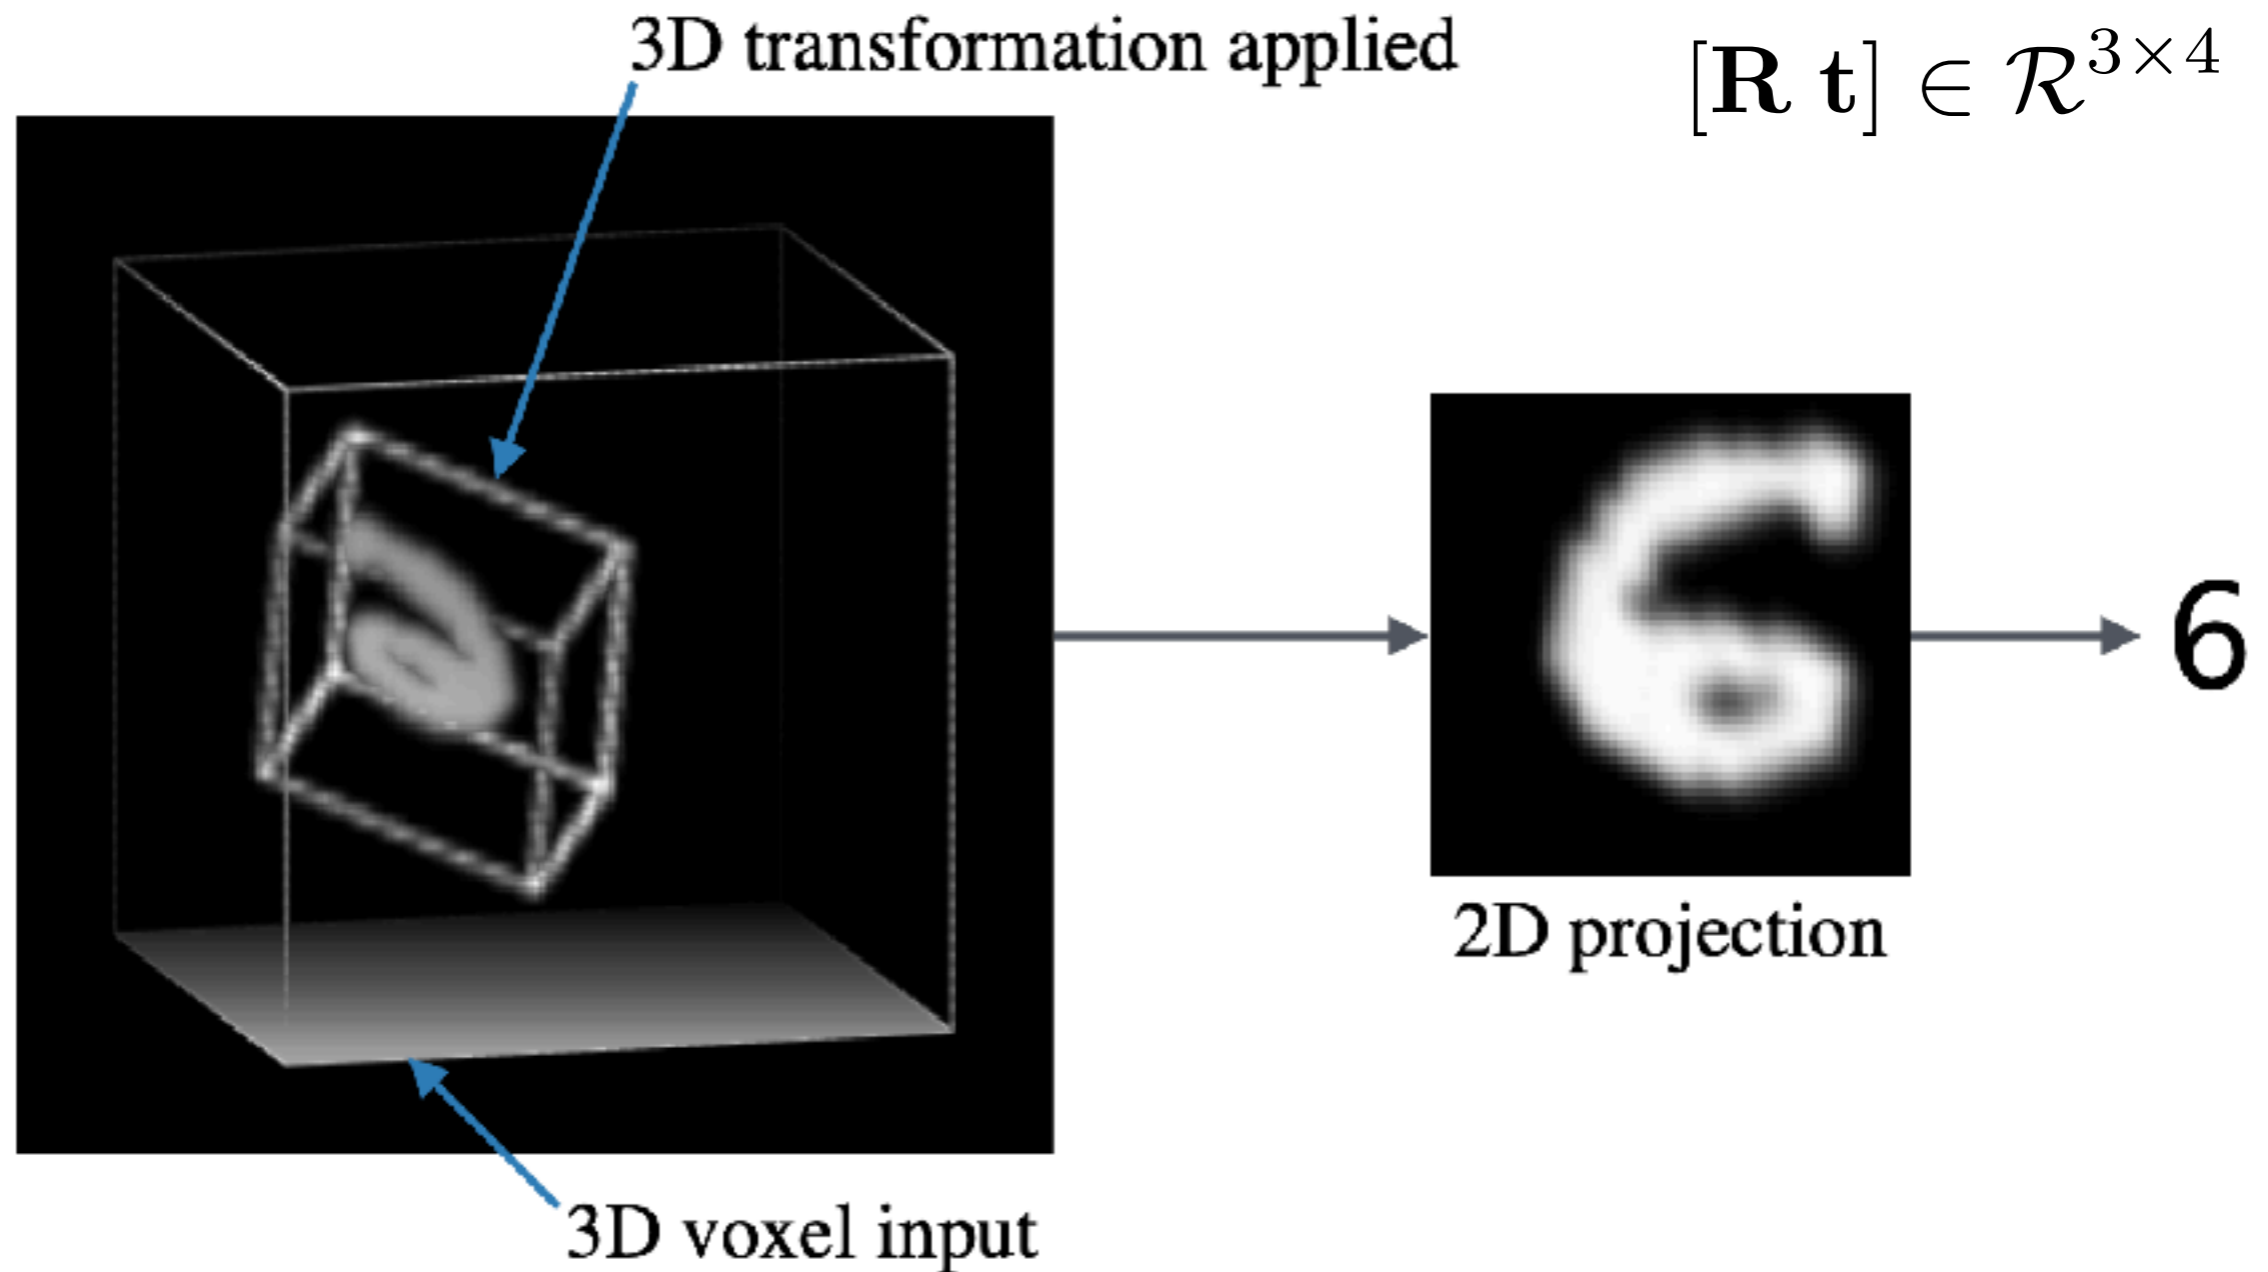 3D transformation applied
[R t] ∈ ℛ^{3×4}
6
2D projection
3D voxel input